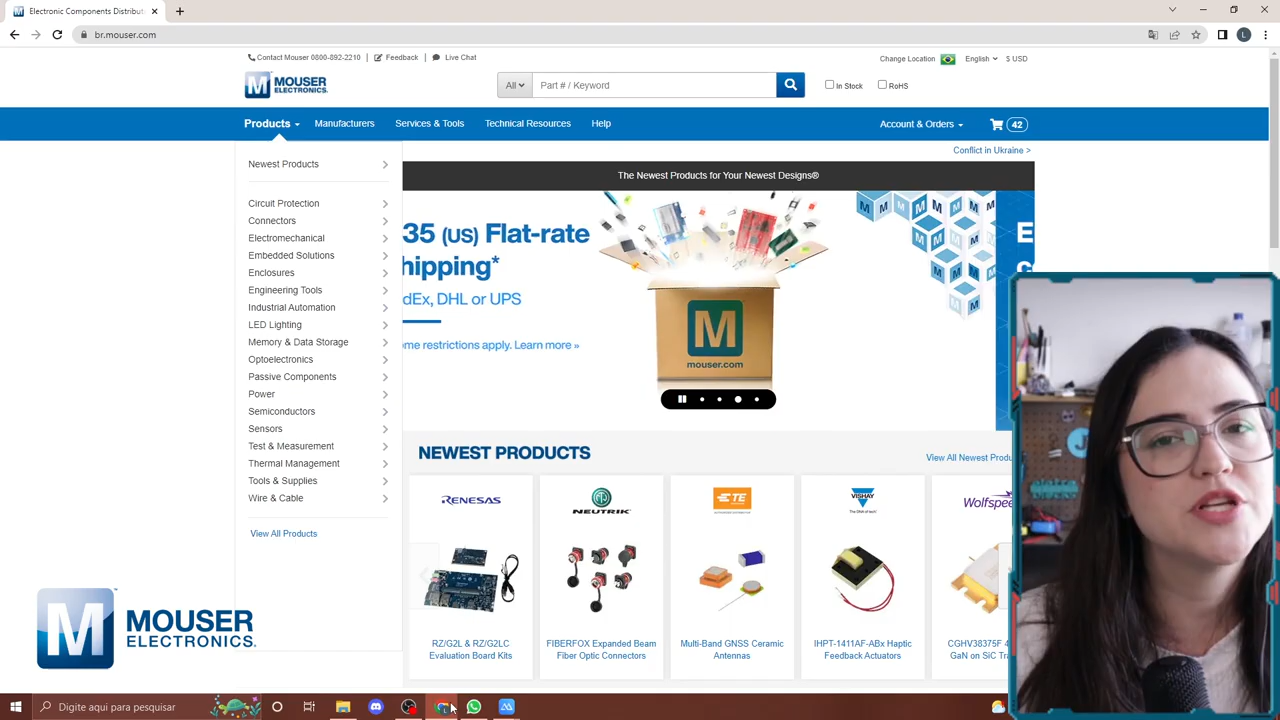 Electronic Components Distribut
br.mouser.com
L
Contact Mouser 0800-892-2210 | Feedback | Live Chat
Change Location English $ USD
M MOUSER ELECTRONICS
All Part # / Keyword
In Stock RoHS
Products Manufacturers Services & Tools Technical Resources Help
Account & Orders 42
Conflict in Ukraine >
Newest Products
Circuit Protection
Connectors
Electromechanical
Embedded Solutions
Enclosures
Engineering Tools
Industrial Automation
LED Lighting
Memory & Data Storage
Optoelectronics
Passive Components
Power
Semiconductors
Sensors
Test & Measurement
Thermal Management
Tools & Supplies
Wire & Cable
View All Products
The Newest Products for Your Newest Designs®
35 (US) Flat-rate
hipping*
dEx, DHL or UPS
me restrictions apply. Learn more »
M
mouser.com
E
NEWEST PRODUCTS
View All Newest Produ
RENESAS
NEUTRIK
TE
VISHAY
The DNA of tech
Wolfspee
RZ/G2L & RZ/G2LC
Evaluation Board Kits
FIBERFOX Expanded Beam
Fiber Optic Connectors
Multi-Band GNSS Ceramic
Antennas
IHPT-1411AF-ABx Haptic
Feedback Actuators
CGHV38375F 4
GaN on SiC Tra
M MOUSER
ELECTRONICS
Digite aqui para pesquisar